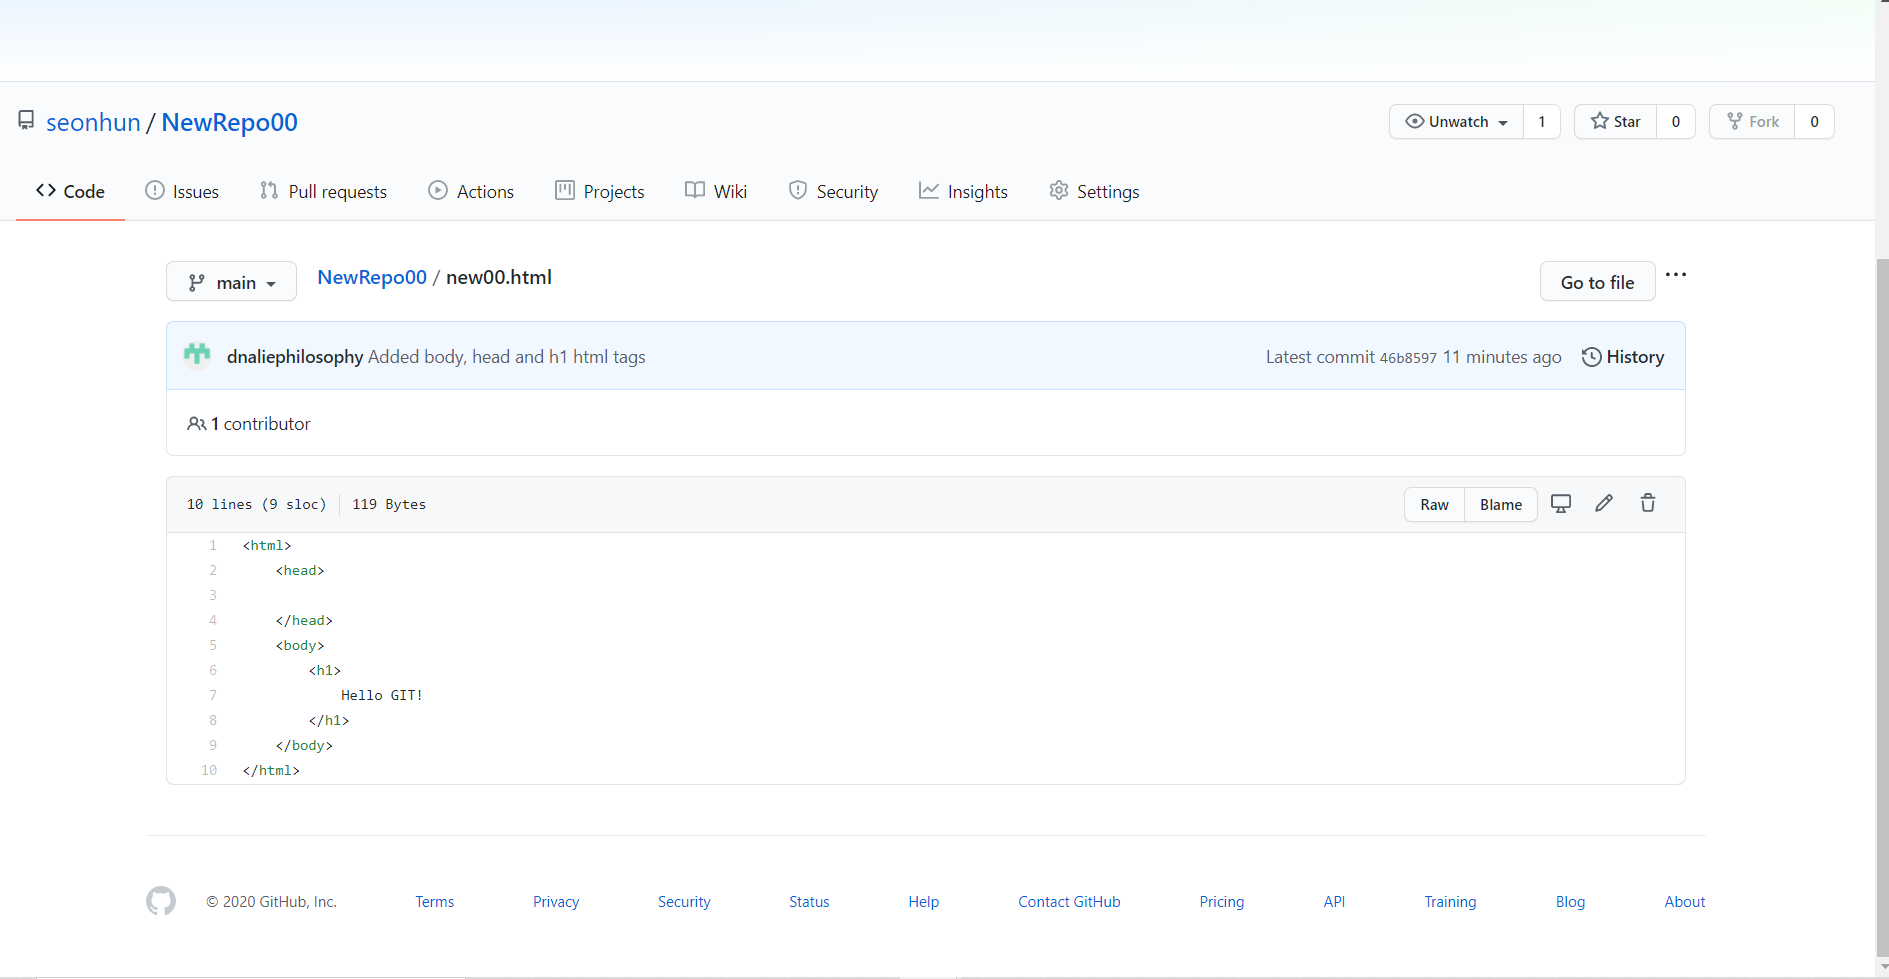 seonhun / NewRepo00
Unwatch 1 Star 0 Fork 0
Code Issues Pull requests Actions Projects Wiki Security Insights Settings
main NewRepo00 / new00.html Go to file ...
dnaliephilosophy Added body, head and h1 html tags Latest commit 46b8597 11 minutes ago History
1 contributor
10 lines (9 sloc) 119 Bytes Raw Blame
1 <html>
2 <head>
3
4 </head>
5 <body>
6 <h1>
7 Hello GIT!
8 </h1>
9 </body>
10 </html>
© 2020 GitHub, Inc. Terms Privacy Security Status Help Contact GitHub Pricing API Training Blog About